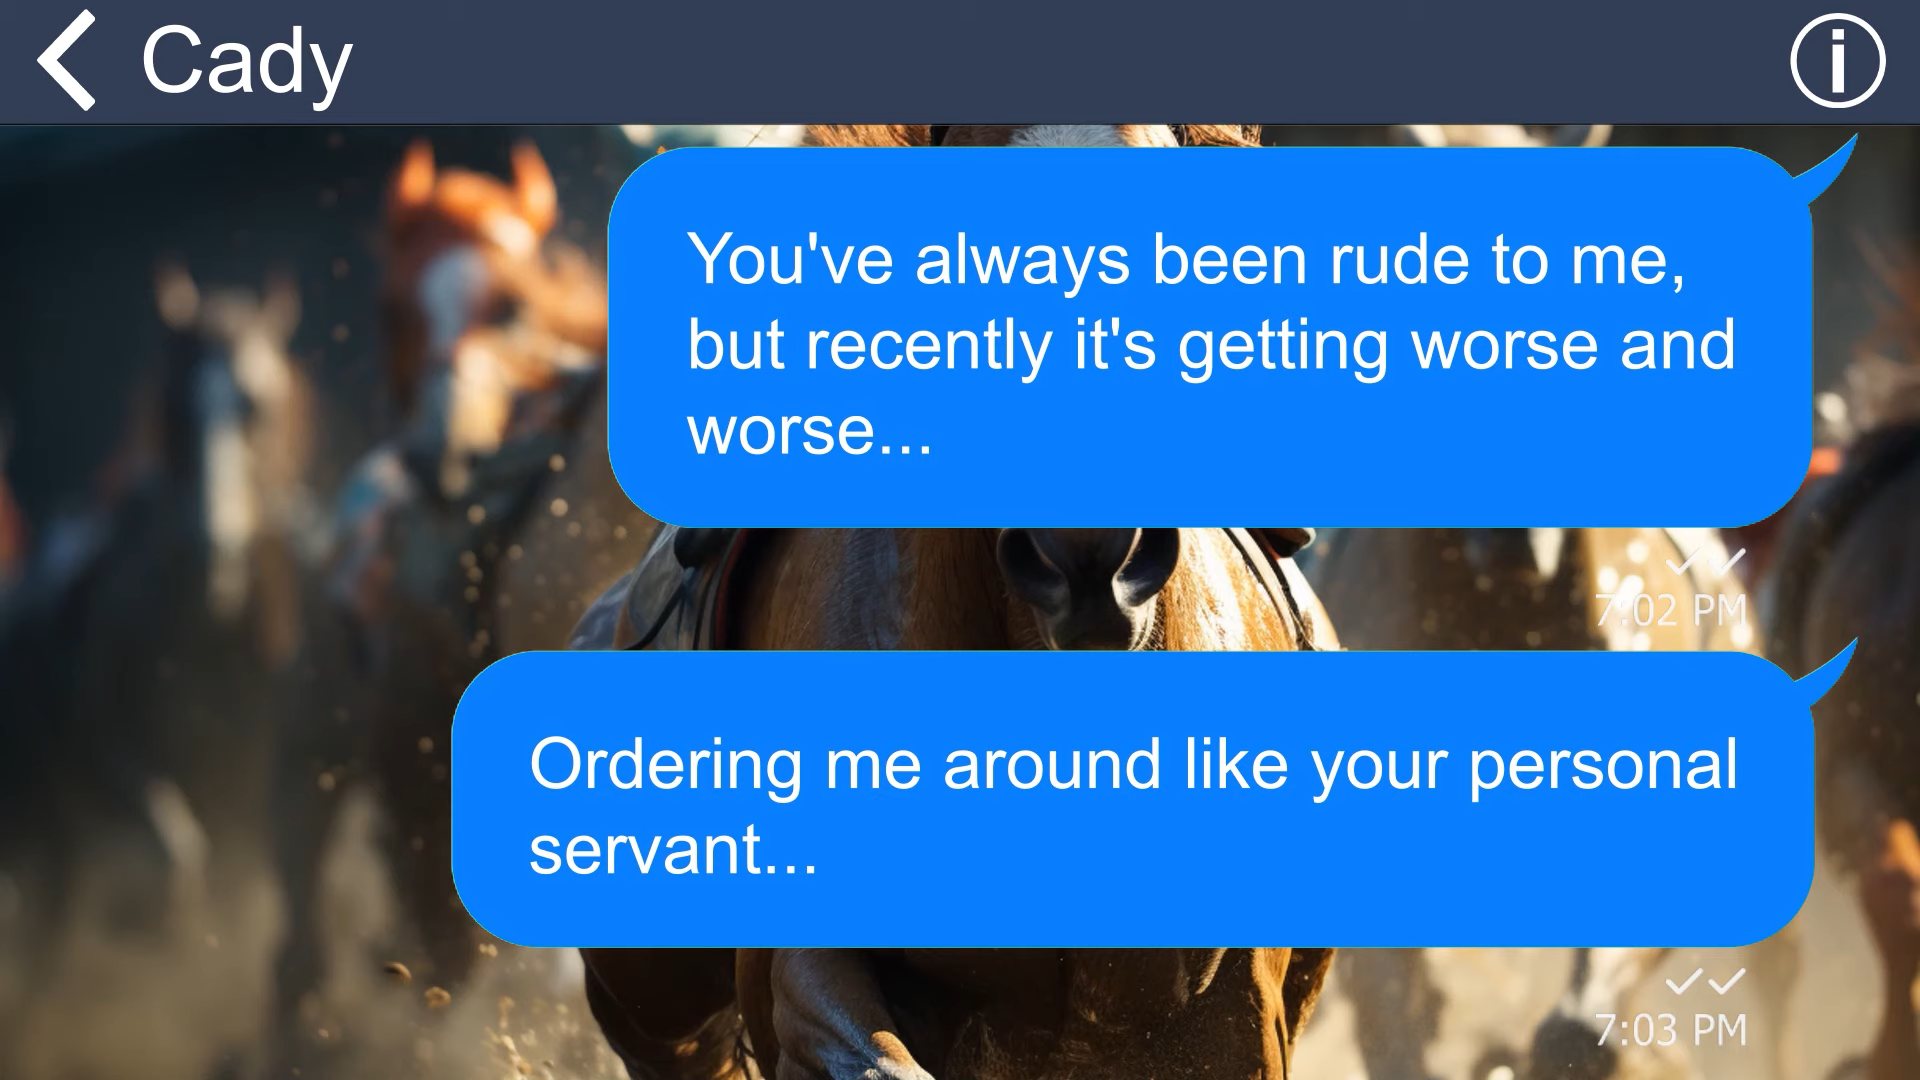 Cady
You've always been rude to me,
but recently it's getting worse and
worse...
7:02 PM
Ordering me around like your personal
servant...
7:03 PM